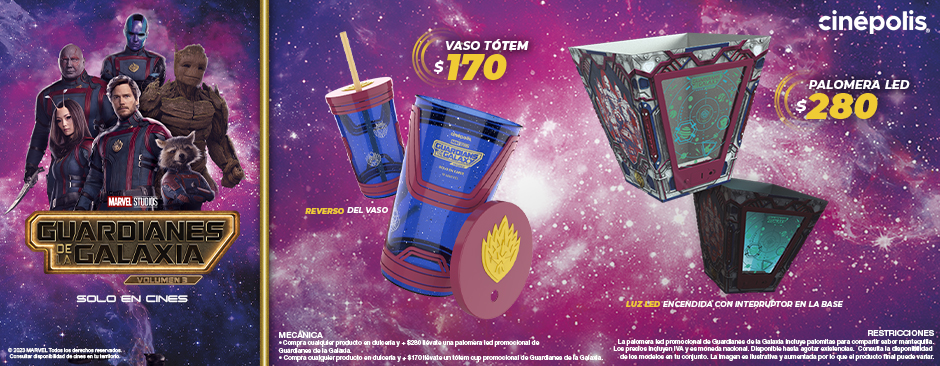 MARVEL STUDIOS
GUARDIANES
DE LA GALAXIA
VOLUMEN 3
SOLO EN CINES
© 2023 MARVEL Todos los derechos reservados.
Consultar disponibilidad de cines en tu territorio.
VASO TÓTEM
$170
REVERSO DEL VASO
cinépolis
GUARDIANES
DE LA GALAXIA
cinépolis®
PALOMERA LED
$280
LUZ LED ENCENDIDA CON INTERRUPTOR EN LA BASE
MECÁNICA
• Compra cualquier producto en dulcería y + $280 llévate una palomera led promocional de
Guardianes de la Galaxia.
• Compra cualquier producto en dulcería y + $170 llévate un tótem cup promocional de Guardianes de la Galaxia.
RESTRICCIONES
La palomera led promocional de Guardianes de la Galaxia incluye palomitas para compartir sabor mantequilla.
Los precios incluyen IVA y es moneda nacional. Disponible hasta agotar existencias. Consulta la disponibilidad
de los modelos en tu conjunto. La imagen es ilustrativa y aumentada por lo que el producto final puede variar.